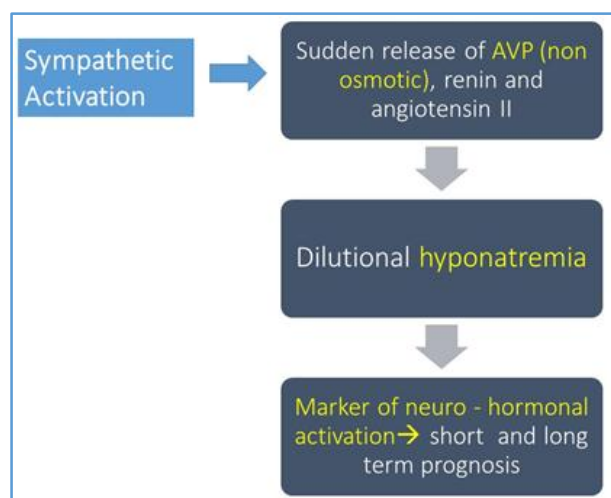 Sympathetic
Activation
Sudden release of AVP (non
osmotic), renin and
angiotensin II
Dilutional hyponatremia
Marker of neuro - hormonal
activation→ short and long
term prognosis